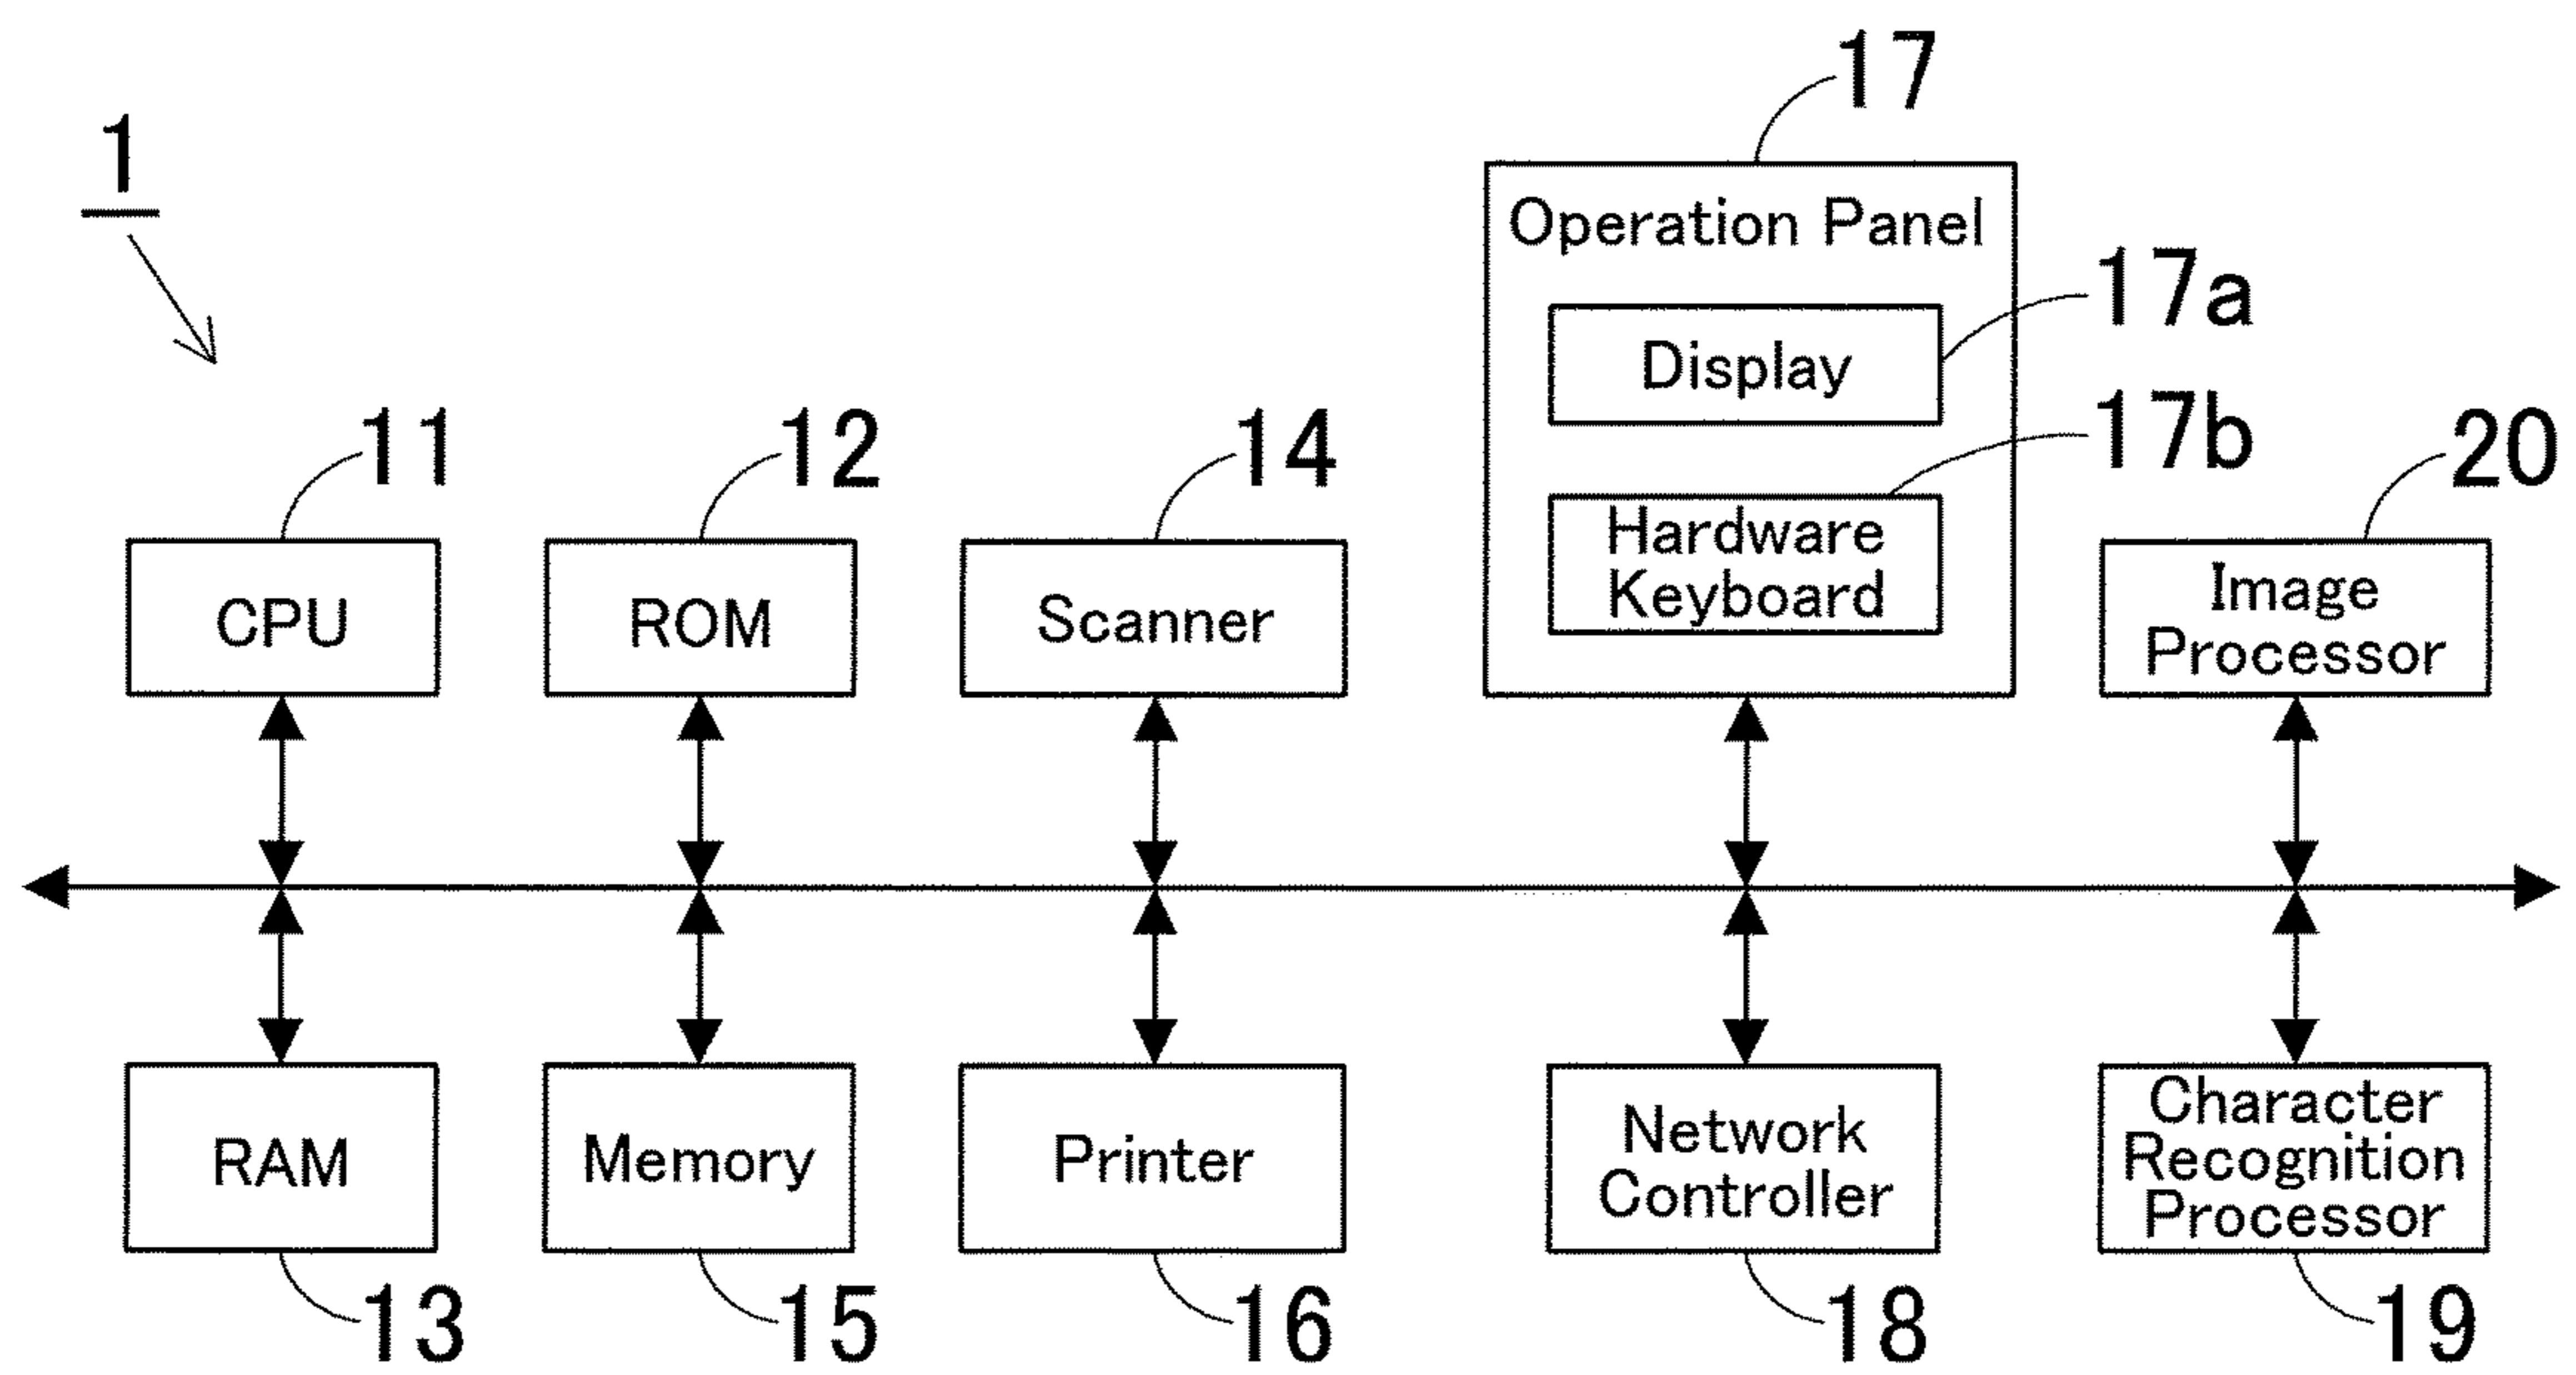 17
1
Operation Panel
17a
Display
17b
11
12
14
20
Hardware
Keyboard
CPU
ROM
Scanner
Image
Processor
RAM
Memory
Printer
Network
Controller
Character
Recognition
Processor
13
15
16
18
19